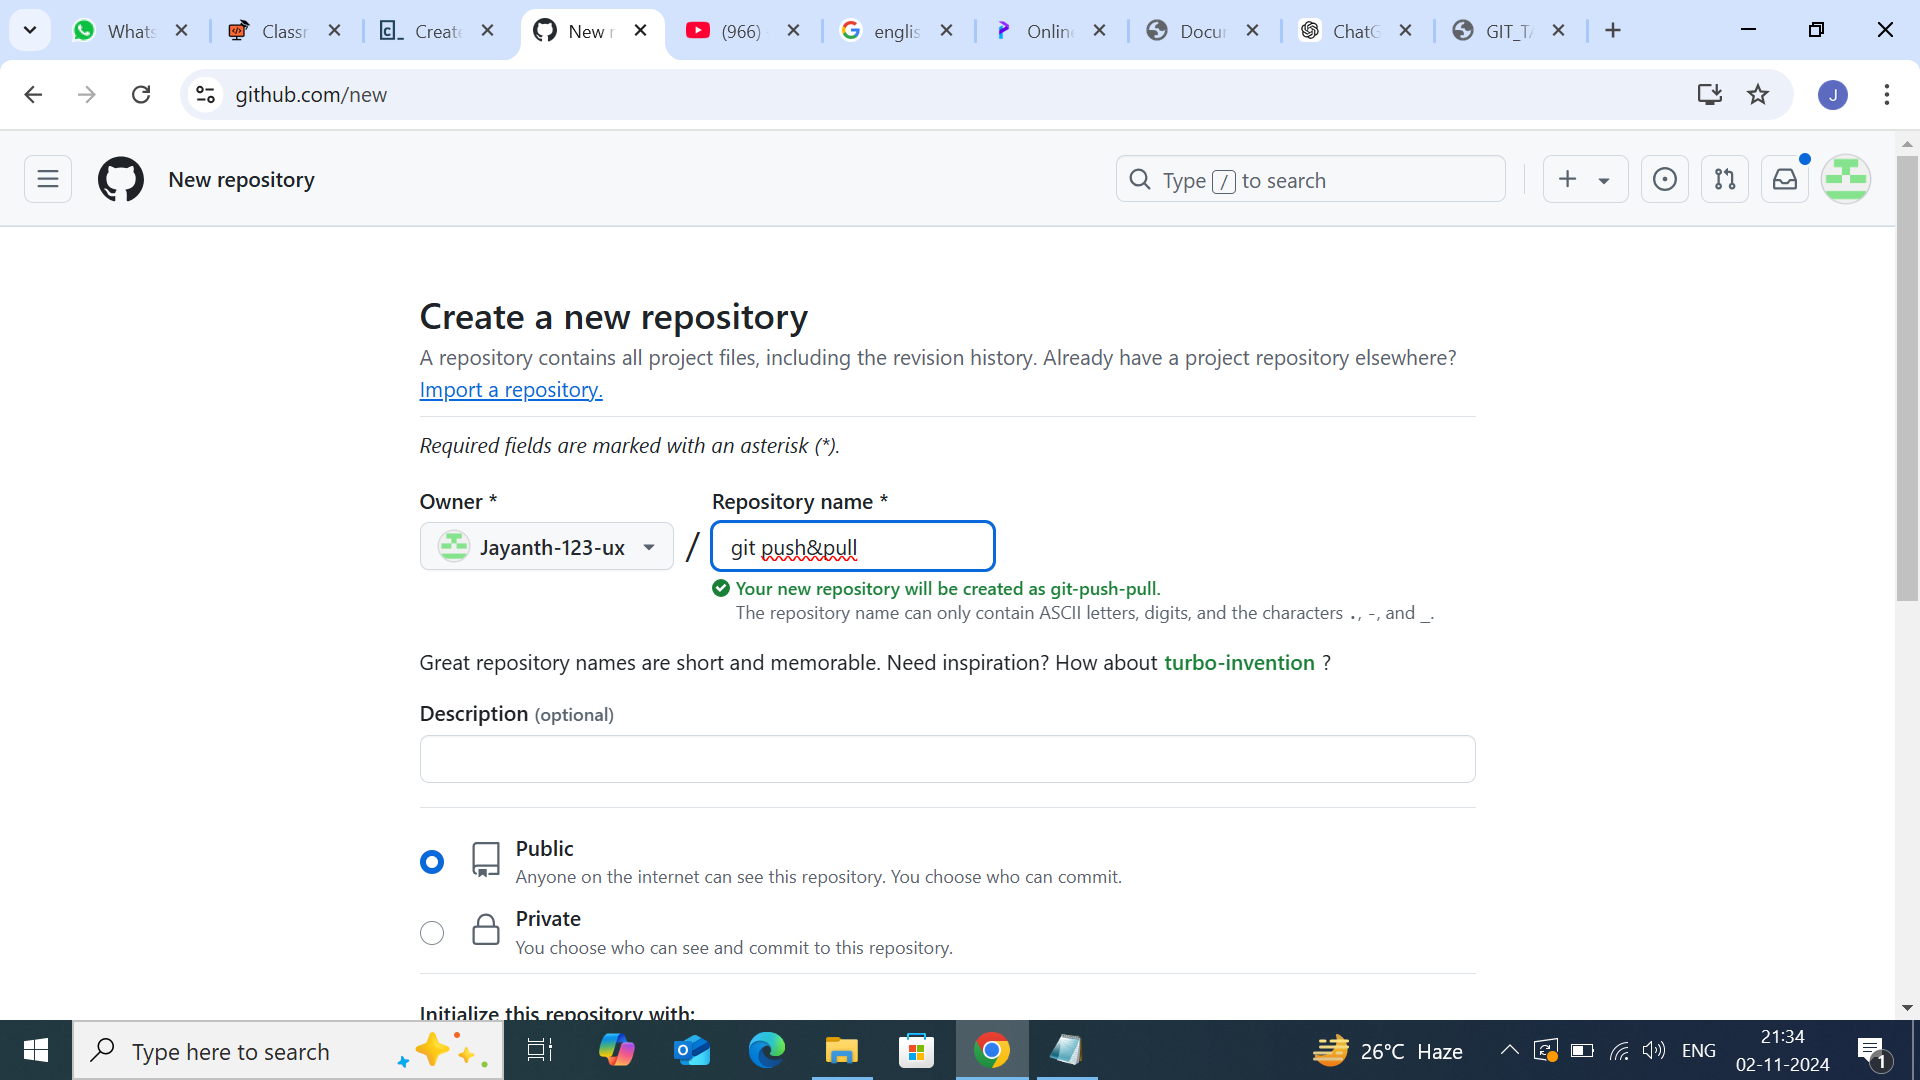 Whats
Classr
Create
New r
(966)
englis
Online
Docur
ChatG
GIT_TA
github.com/new
J
New repository
Type / to search
Create a new repository
A repository contains all project files, including the revision history. Already have a project repository elsewhere?
Import a repository.
Required fields are marked with an asterisk (*).
Owner *
Repository name *
Jayanth-123-ux
/
git push&pull
Your new repository will be created as git-push-pull.
The repository name can only contain ASCII letters, digits, and the characters ., -, and _.
Great repository names are short and memorable. Need inspiration? How about turbo-invention ?
Description (optional)
Public
Anyone on the internet can see this repository. You choose who can commit.
Private
You choose who can see and commit to this repository.
Initialize this repository with:
Type here to search
26°C Haze
ENG
21:34
02-11-2024
1